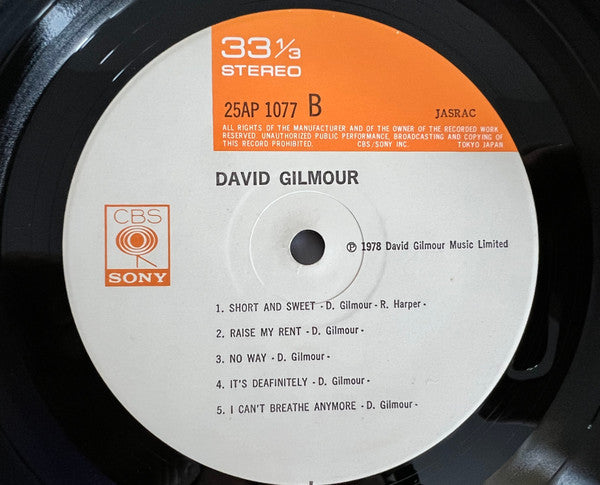 33 1/3
STEREO
25AP 1077 B
JASRAC
ALL RIGHTS OF THE MANUFACTURER AND OF THE OWNER OF THE RECORDED WORK
RESERVED. UNAUTHORIZED PUBLIC PERFORMANCE, BROADCASTING AND COPYING OF
THIS RECORD PROHIBITED. CBS/SONY INC. TOKYO JAPAN
DAVID GILMOUR
CBS
SONY
Ⓟ 1978 David Gilmour Music Limited
1. SHORT AND SWEET - D. Gilmour - R. Harper -
2. RAISE MY RENT - D. Gilmour -
3. NO WAY - D. Gilmour -
4. IT'S DEAFINITELY - D. Gilmour -
5. I CAN'T BREATHE ANYMORE - D. Gilmour -